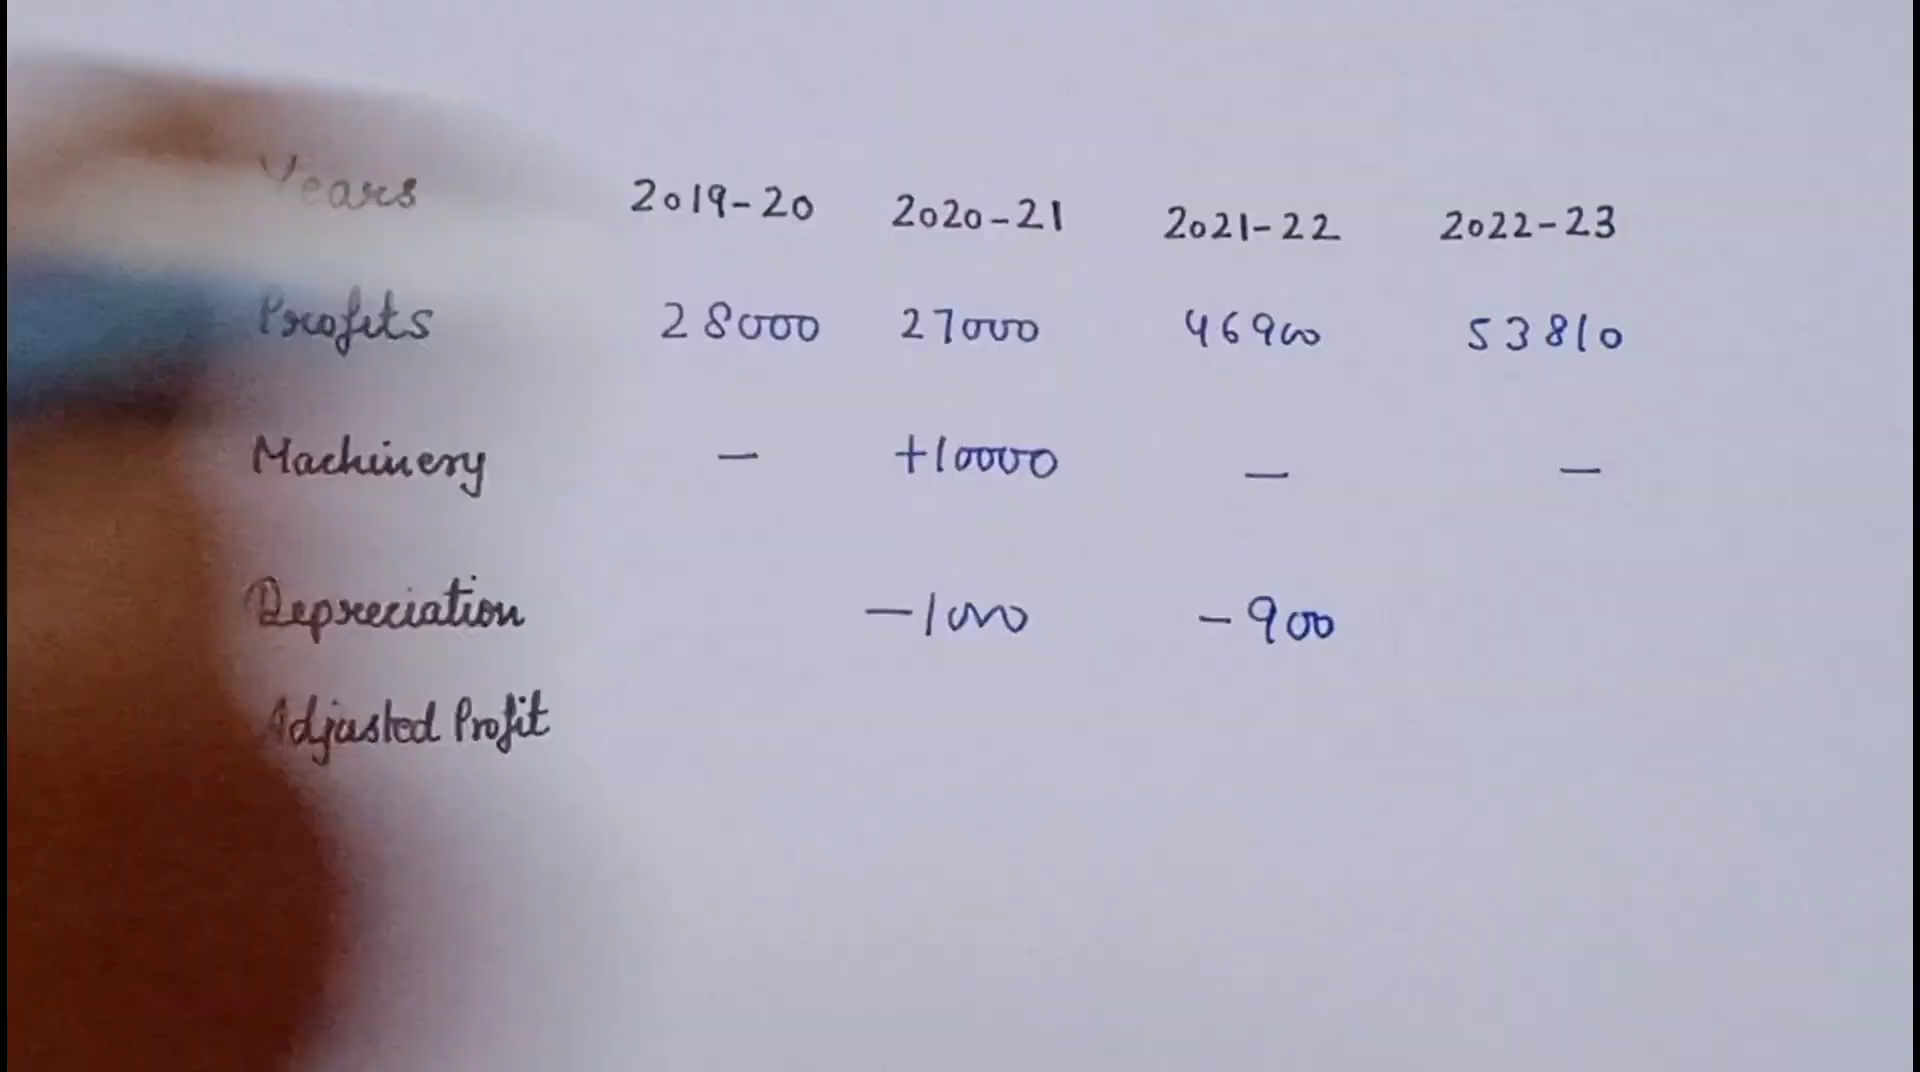 Years 2019-20 2020-21 2021-22 2022-23
Profits 28000 27000 46900 53810
Machinery - +10000 - -
Depreciation -1000 -900
Adjusted Profit